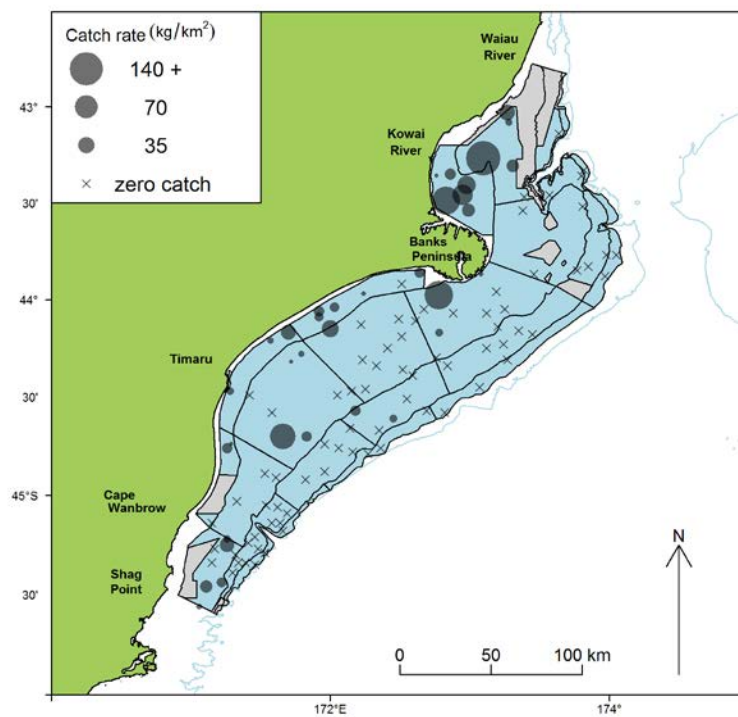 Catch rate (kg/km²)
140 +
70
35
× zero catch
Waiau
River
43°
Kowai
River
30'
Banks
Peninsula
44°
Timaru
30'
45°S
Cape
Wanbrow
Shag
Point
30'
N
0 50 100 km
172°E
174°